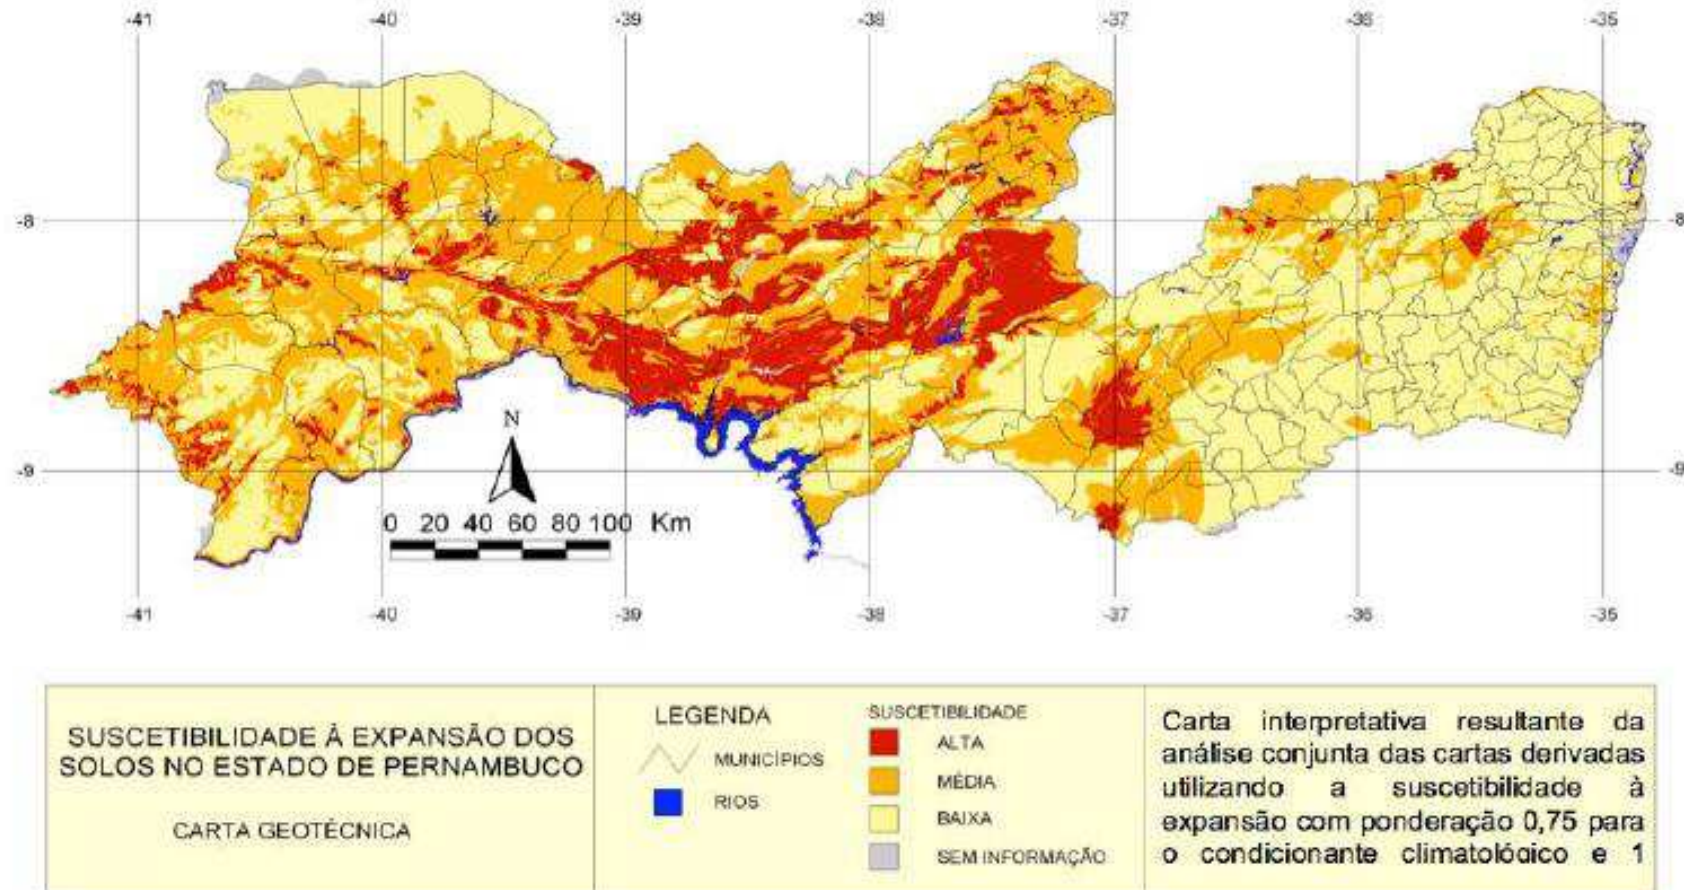 -41 -40 -39 -38 -37 -36 -35
-8 -8
N
-9 -9
0 20 40 60 80 100 Km
-41 -40 -39 -38 -37 -36 -35
SUSCETIBILIDADE À EXPANSÃO DOS
SOLOS NO ESTADO DE PERNAMBUCO
CARTA GEOTÉCNICA
LEGENDA
MUNICÍPIOS
RIOS
SUSCETIBILIDADE
ALTA
MÉDIA
BAIXA
SEM INFORMAÇÃO
Carta interpretativa resultante da
análise conjunta das cartas derivadas
utilizando a suscetibilidade à
expansão com ponderação 0,75 para
o condicionante climatológico e 1